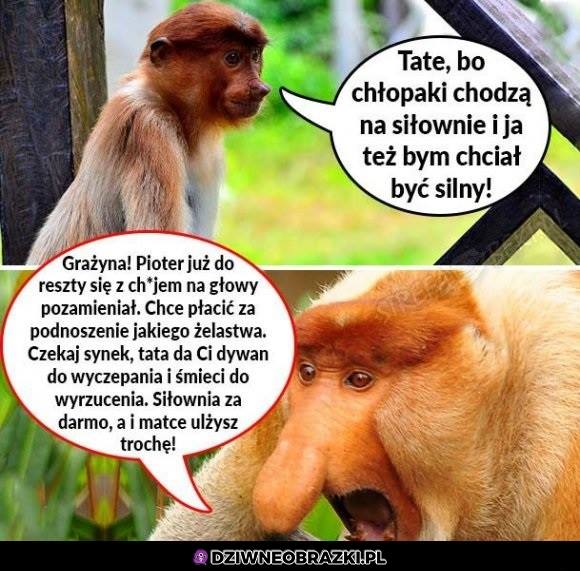 Tate, bo
chłopaki chodzą
na siłownie i ja
też bym chciał
być silny!
Grażyna! Pioter już do
reszty się z ch*jem na głowy
pozamieniał. Chce płacić za
podnoszenie jakiego żelastwa.
Czekaj synek, tata da Ci dywan
do wyczepania i śmieci do
wyrzucenia. Siłownia za
darmo, a i matce ulżysz
trochę!
DZIWNEOBRAZKI.PL